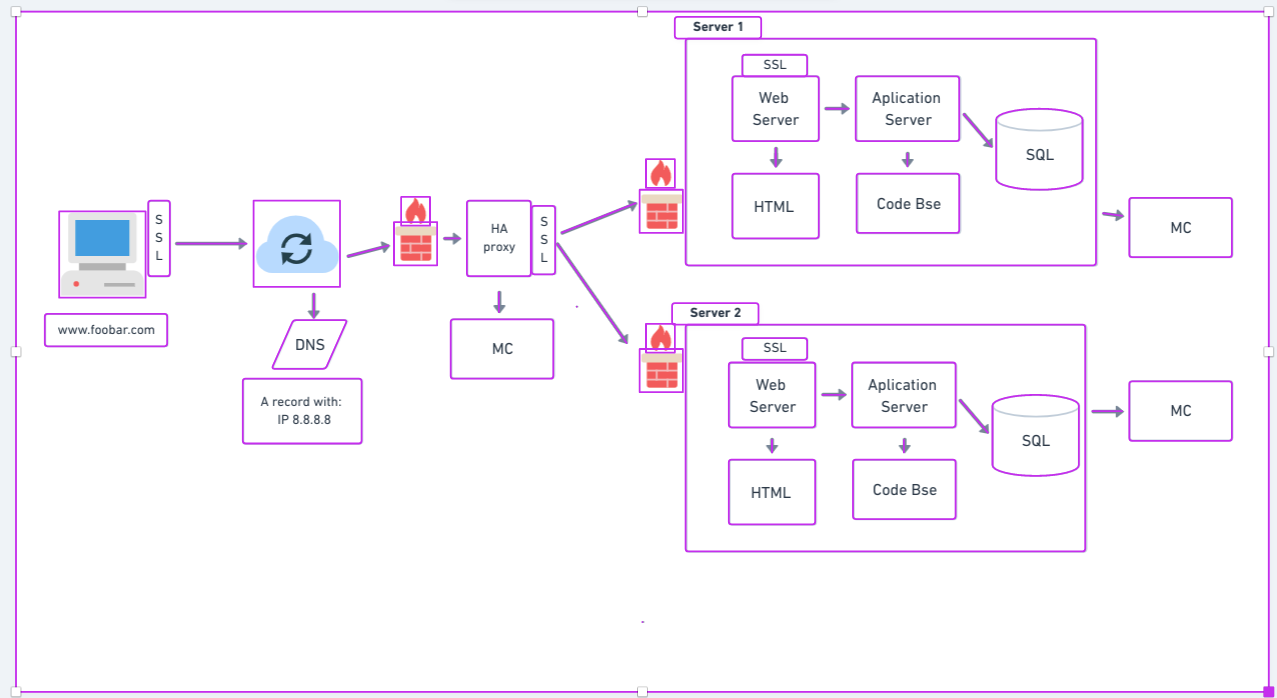 Server 1
SSL
Web
Server
Aplication
Server
SQL
HTML
Code Bse
MC
S
S
L
www.foobar.com
DNS
A record with:
IP 8.8.8.8
HA
proxy
S
S
L
MC
Server 2
SSL
Web
Server
Aplication
Server
SQL
HTML
Code Bse
MC